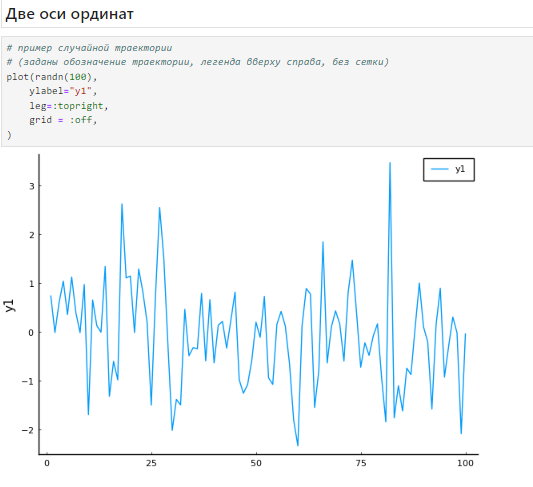 Две оси ординат
# пример случайной траектории
# (заданы обозначение траектории, легенда вверху справа, без сетки)
plot(randn(100),
    ylabel="y1",
    leg=:topright,
    grid = :off,
)
y1
3
2
1
0
−1
−2
y1
0
25
50
75
100